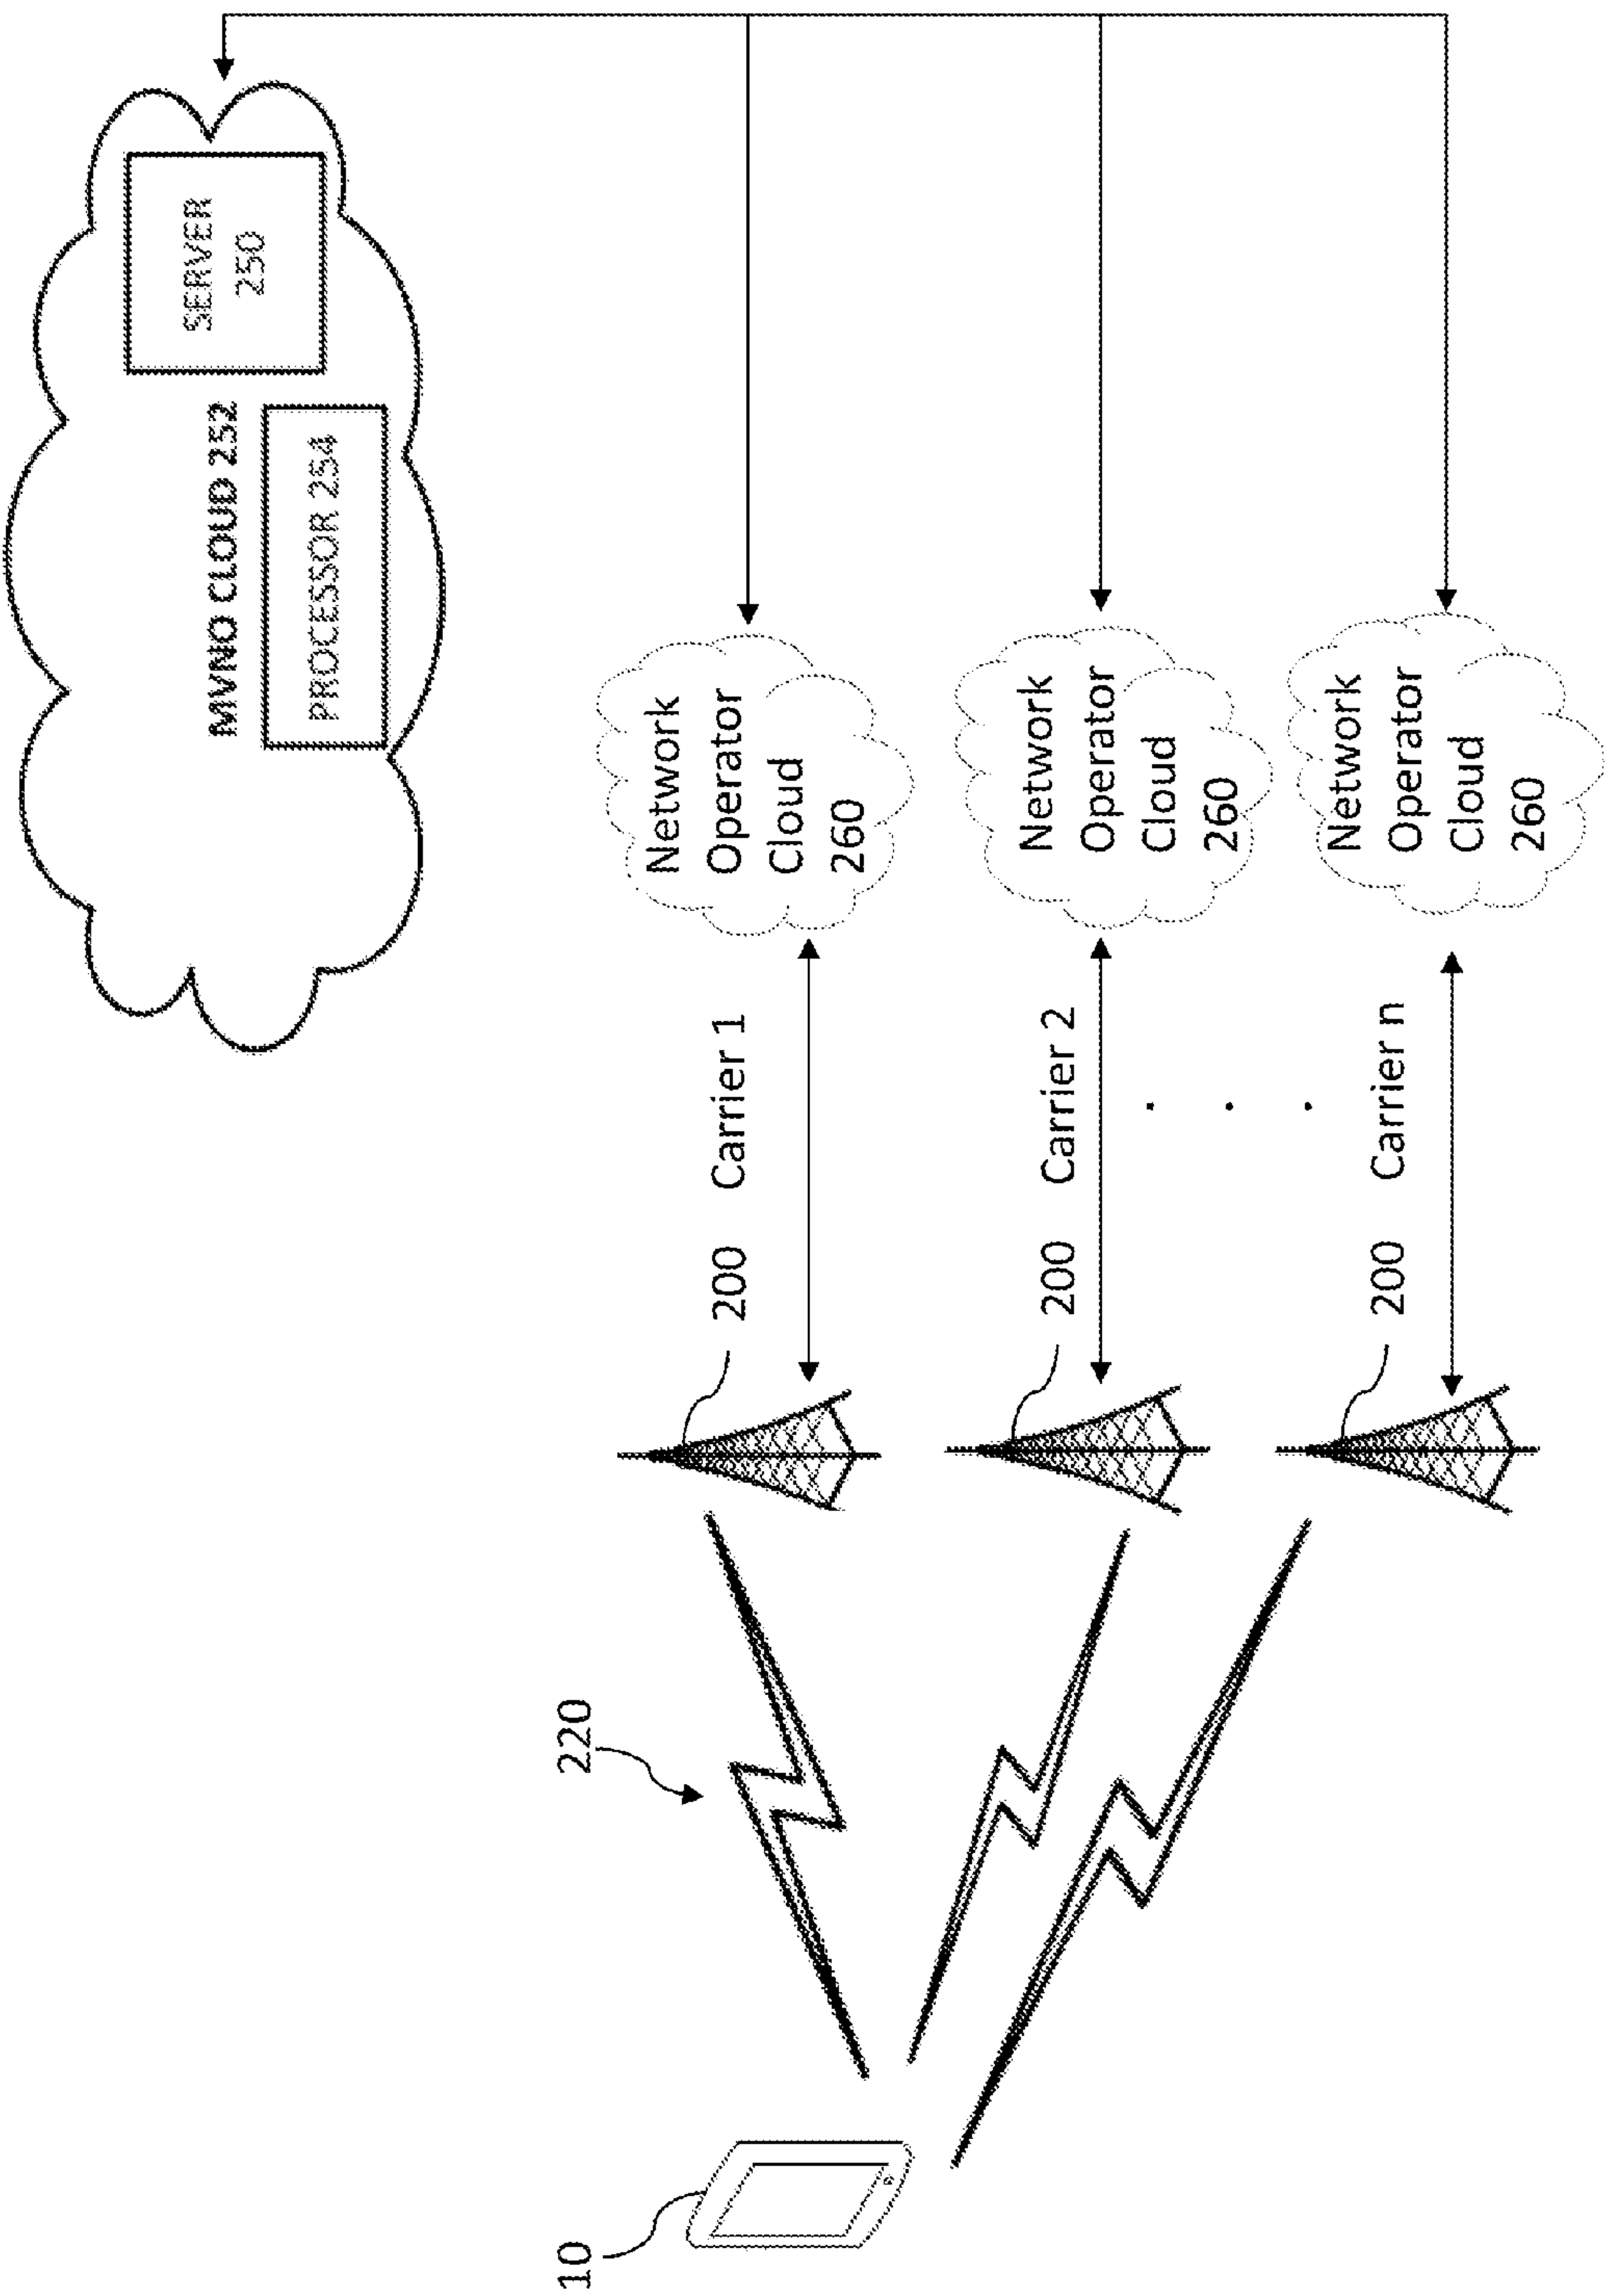 MVNO CLOUD 252
SERVER
250
PROCESSOR 254
220
10
200 Carrier 1
Network
Operator
Cloud
260
200 Carrier 2
Network
Operator
Cloud
260
. . .
200 Carrier n
Network
Operator
Cloud
260